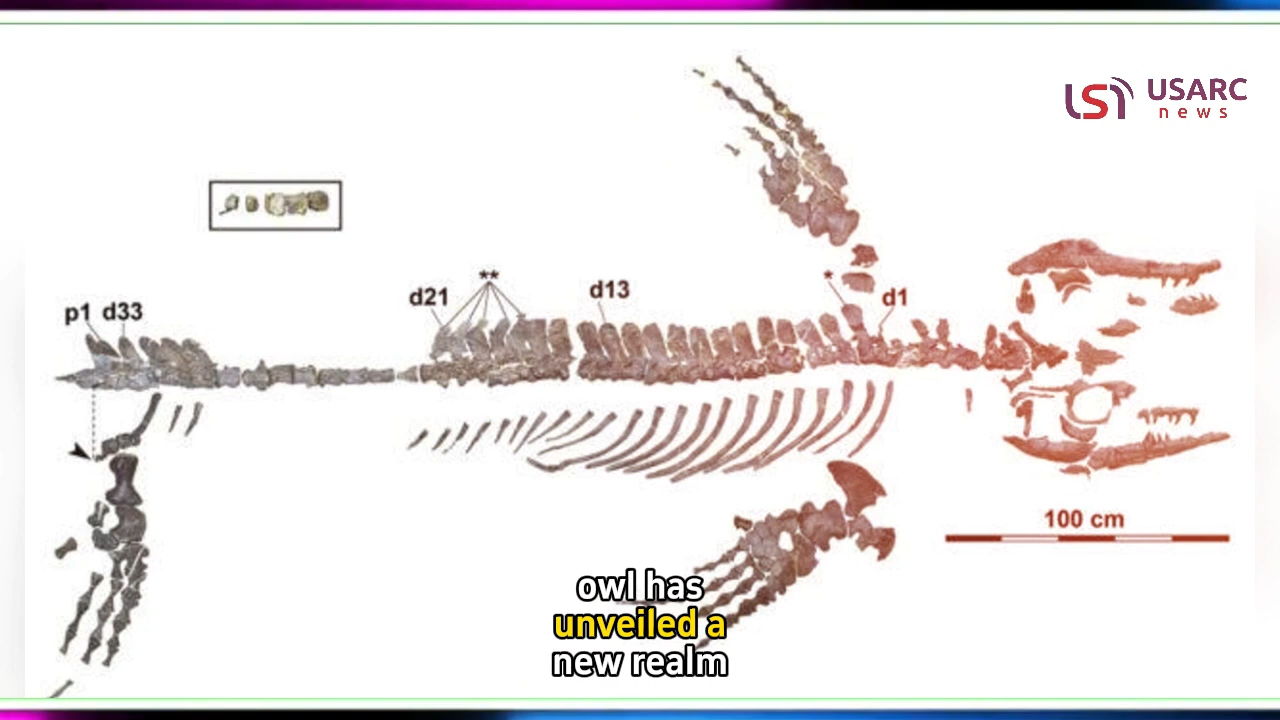 USARC
news
**
d21
d13
*
d1
p1 d33
100 cm
owl has
unveiled a
new realm